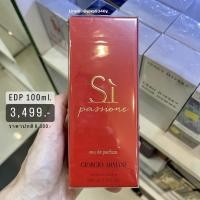 EDP 100ml.
3,499.-
ราคาปกติ 6,000.-
Sì
passione
eau de parfum
GIORGIO ARMANI